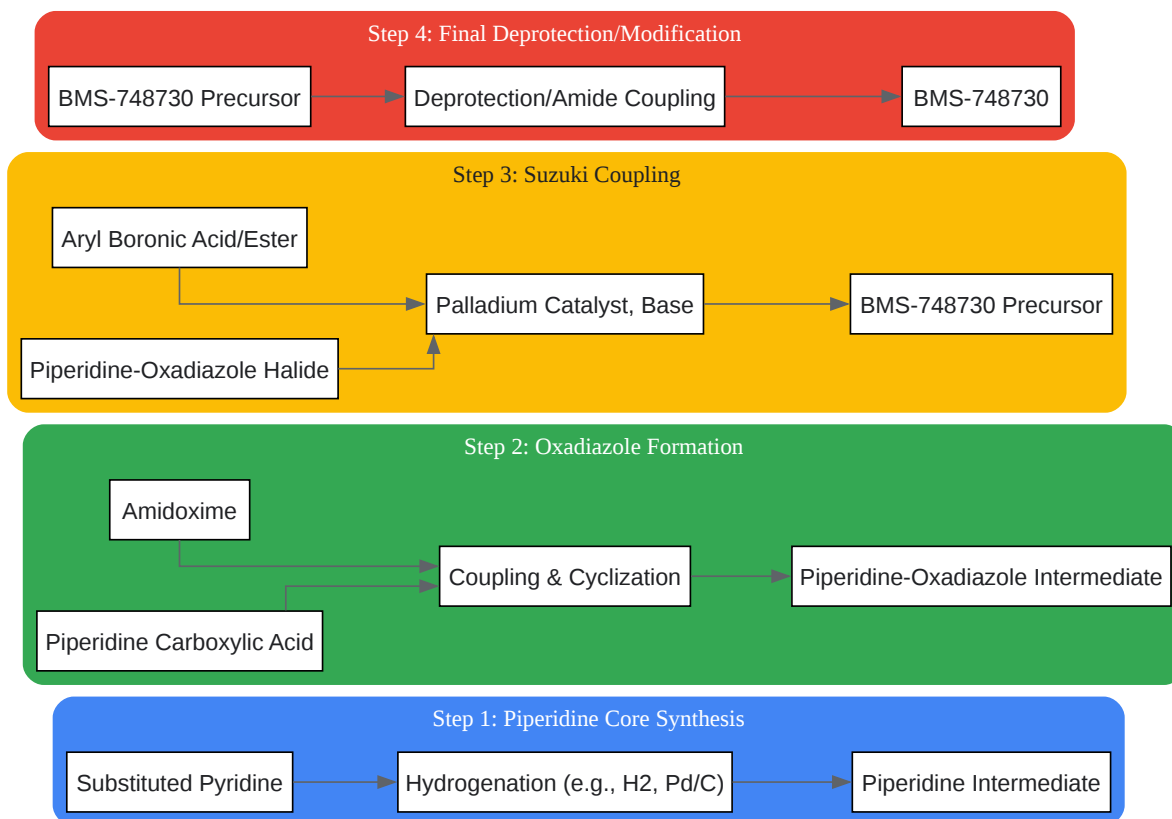 Step 4: Final Deprotection/Modification
BMS-748730 Precursor
Deprotection/Amide Coupling
BMS-748730
Step 3: Suzuki Coupling
Aryl Boronic Acid/Ester
Palladium Catalyst, Base
BMS-748730 Precursor
Piperidine-Oxadiazole Halide
Step 2: Oxadiazole Formation
Amidoxime
Coupling & Cyclization
Piperidine-Oxadiazole Intermediate
Piperidine Carboxylic Acid
Step 1: Piperidine Core Synthesis
Substituted Pyridine
Hydrogenation (e.g., H2, Pd/C)
Piperidine Intermediate